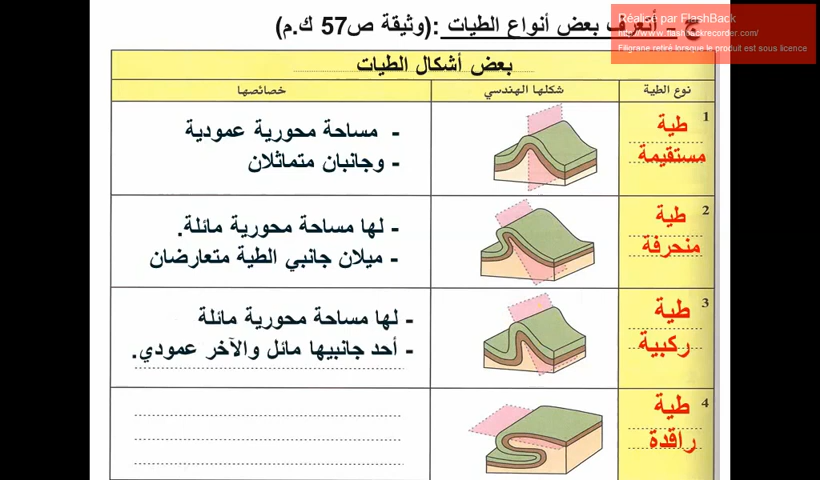 ج - أتعرف بعض أنواع الطيات :(وثيقة ص57 ك.م)
Réalisé par FlashBack
http://www.flashbackrecorder.com/
Filigrane retiré lorsque le produit est sous licence
بعض أشكال الطيات
نوع الطية شكلها الهندسي خصائصها
1
طية
مستقيمة
- مساحة محورية عمودية
- وجانبان متماثلان
2
طية
منحرفة
- لها مساحة محورية مائلة.
- ميلان جانبي الطية متعارضان
3
طية
ركبية
- لها مساحة محورية مائلة
- أحد جانبيها مائل والآخر عمودي.
4
طية
راقدة